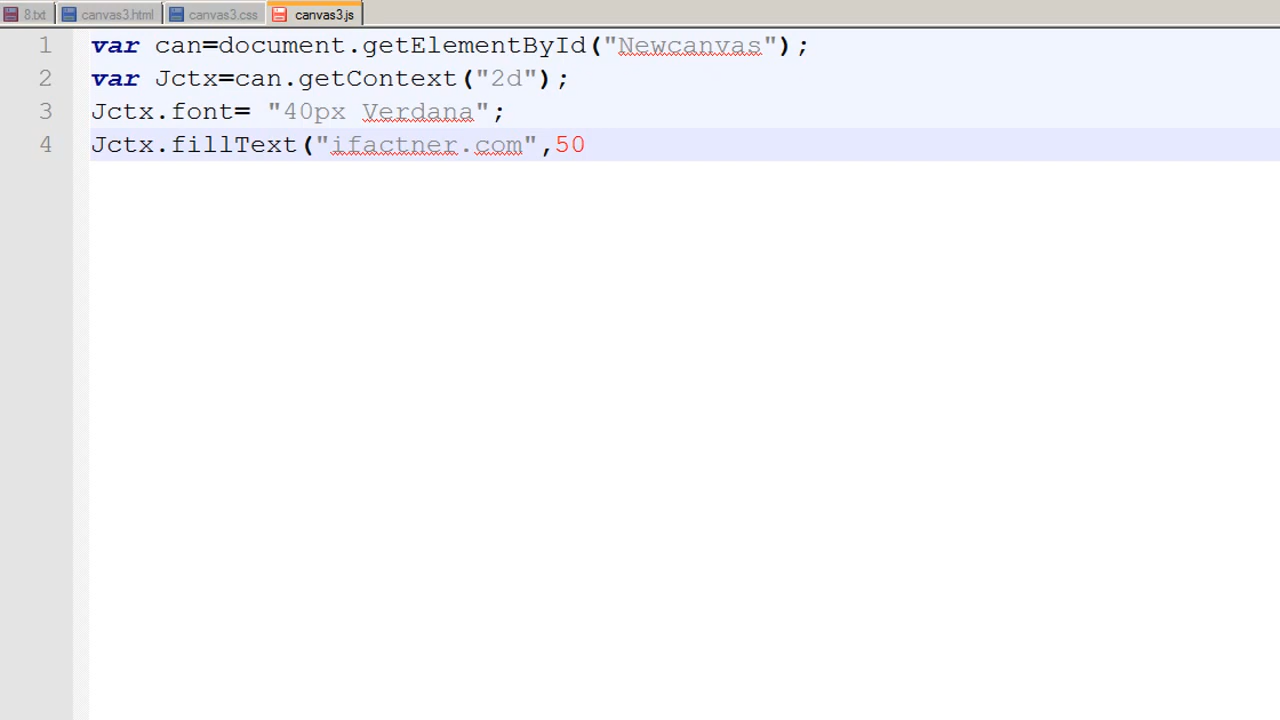 8.txt canvas3.html canvas3.css canvas3.js
1 var can=document.getElementById("Newcanvas");
2 var Jctx=can.getContext("2d");
3 Jctx.font= "40px Verdana";
4 Jctx.fillText("ifactner.com",50